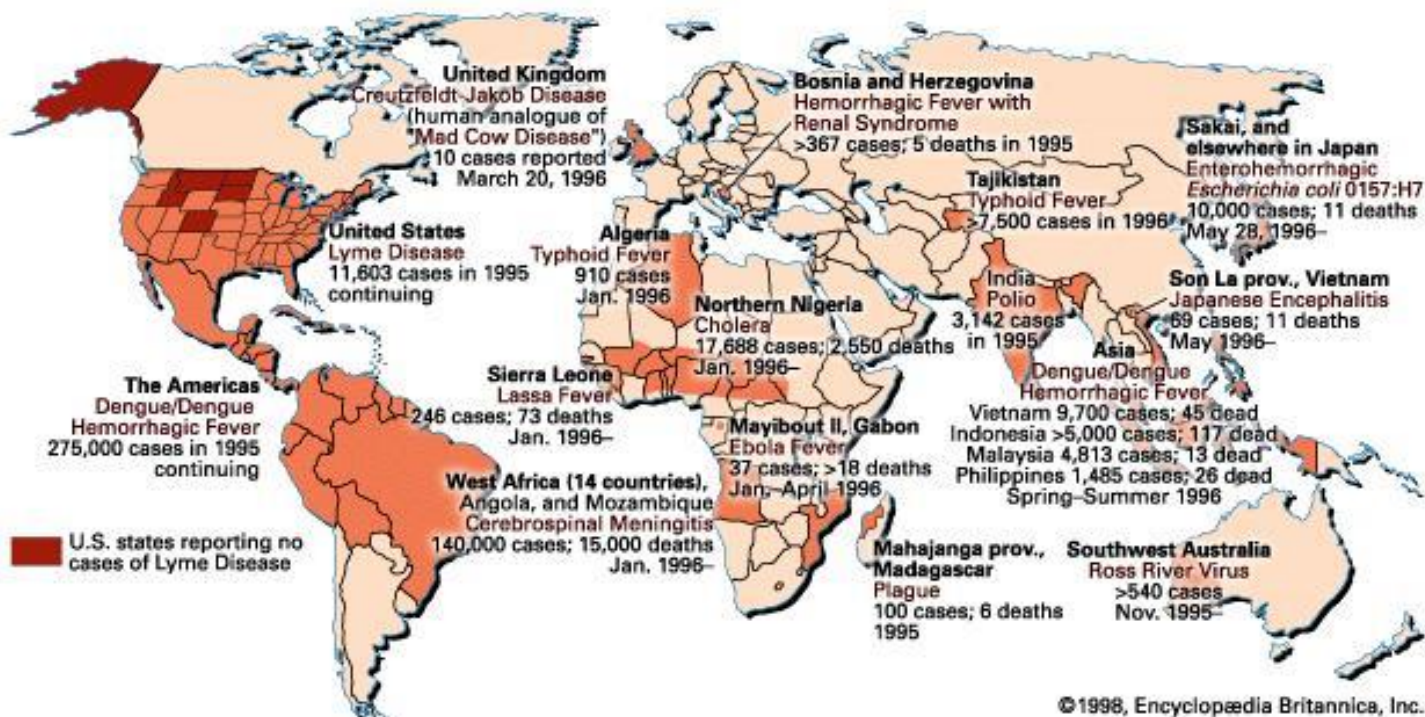 United Kingdom
Creutzfeldt-Jakob Disease
(human analogue of
"Mad Cow Disease")
10 cases reported
March 20, 1996
Bosnia and Herzegovina
Hemorrhagic Fever with
Renal Syndrome
>367 cases; 5 deaths in 1995
Sakai, and
elsewhere in Japan
Enterohemorrhagic
Escherichia coli 0157:H7
10,000 cases; 11 deaths
May 28, 1996–
Tajikistan
Typhoid Fever
>7,500 cases in 1996
United States
Lyme Disease
11,603 cases in 1995
continuing
Algeria
Typhoid Fever
910 cases
Jan. 1996
Northern Nigeria
Cholera
17,688 cases; 2,550 deaths
Jan. 1996–
India
Polio
3,142 cases
in 1995
Son La prov., Vietnam
Japanese Encephalitis
69 cases; 11 deaths
May 1996–
The Americas
Dengue/Dengue
Hemorrhagic Fever
275,000 cases in 1995
continuing
Sierra Leone
Lassa Fever
246 cases; 73 deaths
Jan. 1996–
Mayibout II, Gabon
Ebola Fever
37 cases; >18 deaths
Jan.–April 1996
Asia
Dengue/Dengue
Hemorrhagic Fever
Vietnam 9,700 cases; 45 dead
Indonesia >5,000 cases; 117 dead
Malaysia 4,813 cases; 13 dead
Philippines 1,485 cases; 26 dead
Spring–Summer 1996
West Africa (14 countries),
Angola, and Mozambique
Cerebrospinal Meningitis
140,000 cases; 15,000 deaths
Jan. 1996–
U.S. states reporting no
cases of Lyme Disease
Mahajanga prov.,
Madagascar
Plague
100 cases; 6 deaths
1995
Southwest Australia
Ross River Virus
>540 cases
Nov. 1995–
©1998, Encyclopædia Britannica, Inc.